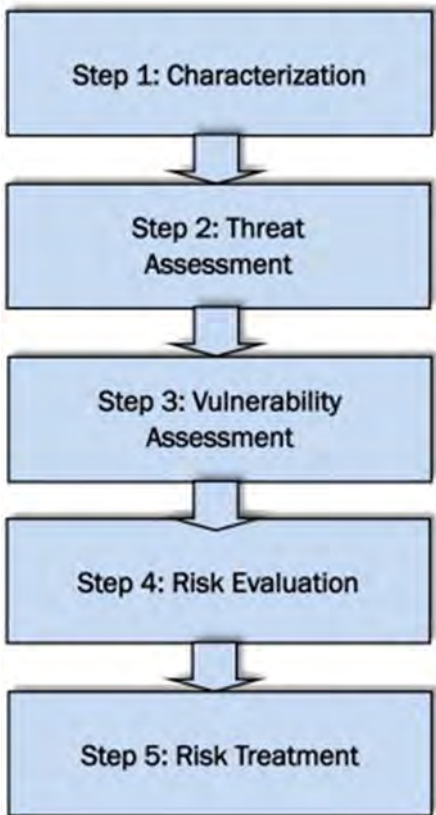 Step 1: Characterization
Step 2: Threat
Assessment
Step 3: Vulnerability
Assessment
Step 4: Risk Evaluation
Step 5: Risk Treatment